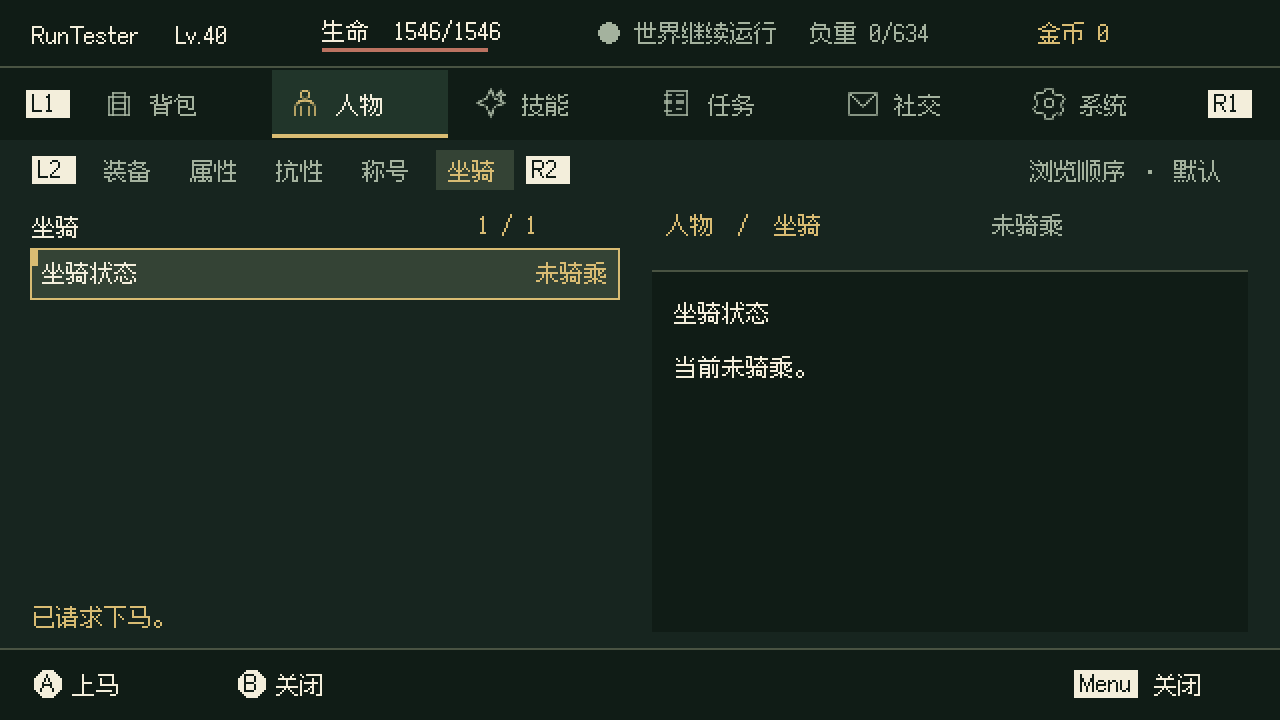 RunTester Lv.40 生命 1546/1546 世界继续运行 负重 0/634 金币 0
L1 背包 人物 技能 任务 社交 系统 R1
L2 装备 属性 抗性 称号 坐骑 R2 浏览顺序 · 默认
坐骑 1 / 1 人物 / 坐骑 未骑乘
坐骑状态 未骑乘
坐骑状态
当前未骑乘。
已请求下马。
A 上马 B 关闭 Menu 关闭